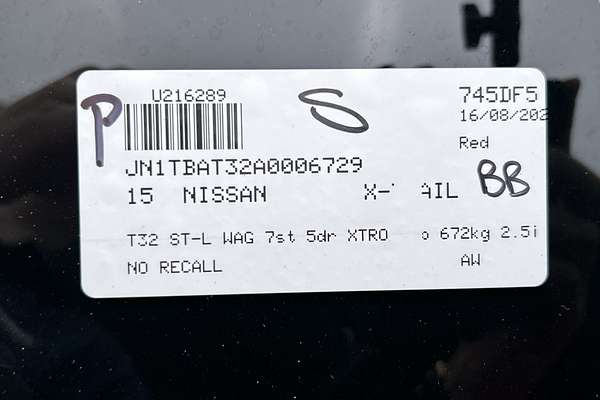 U216289
745DF5
16/08/202
P
S
Red
JN1TBAT32A0006729
15 NISSAN X-T AIL
BB
T32 ST-L WAG 7st 5dr XTRO o 672kg 2.5i
NO RECALL AW